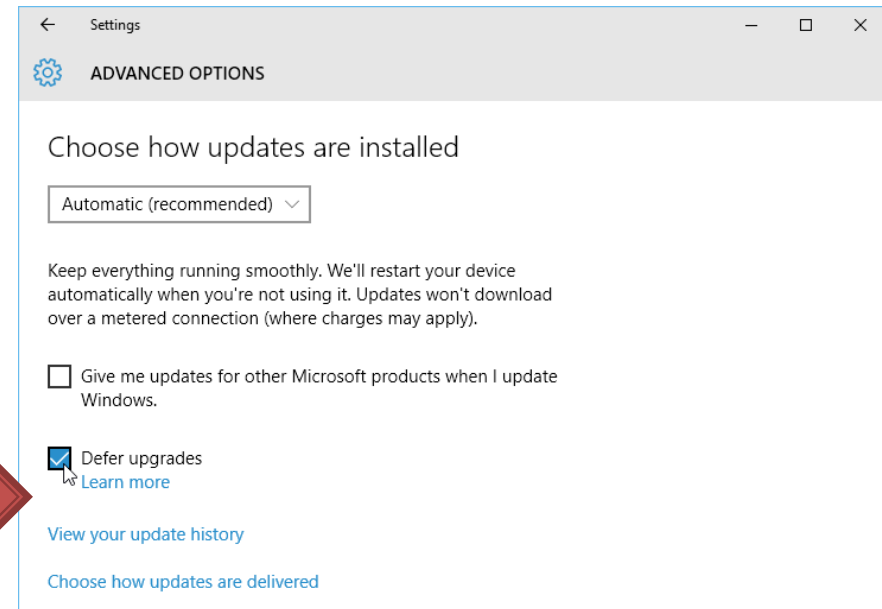 Settings
ADVANCED OPTIONS
Choose how updates are installed
Automatic (recommended)
Keep everything running smoothly. We'll restart your device
automatically when you're not using it. Updates won't download
over a metered connection (where charges may apply).
Give me updates for other Microsoft products when I update
Windows.
Defer upgrades
Learn more
View your update history
Choose how updates are delivered